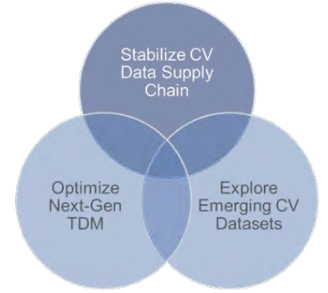 Stabilize CV
Data Supply
Chain
Optimize
Next-Gen
TDM
Explore
Emerging CV
Datasets